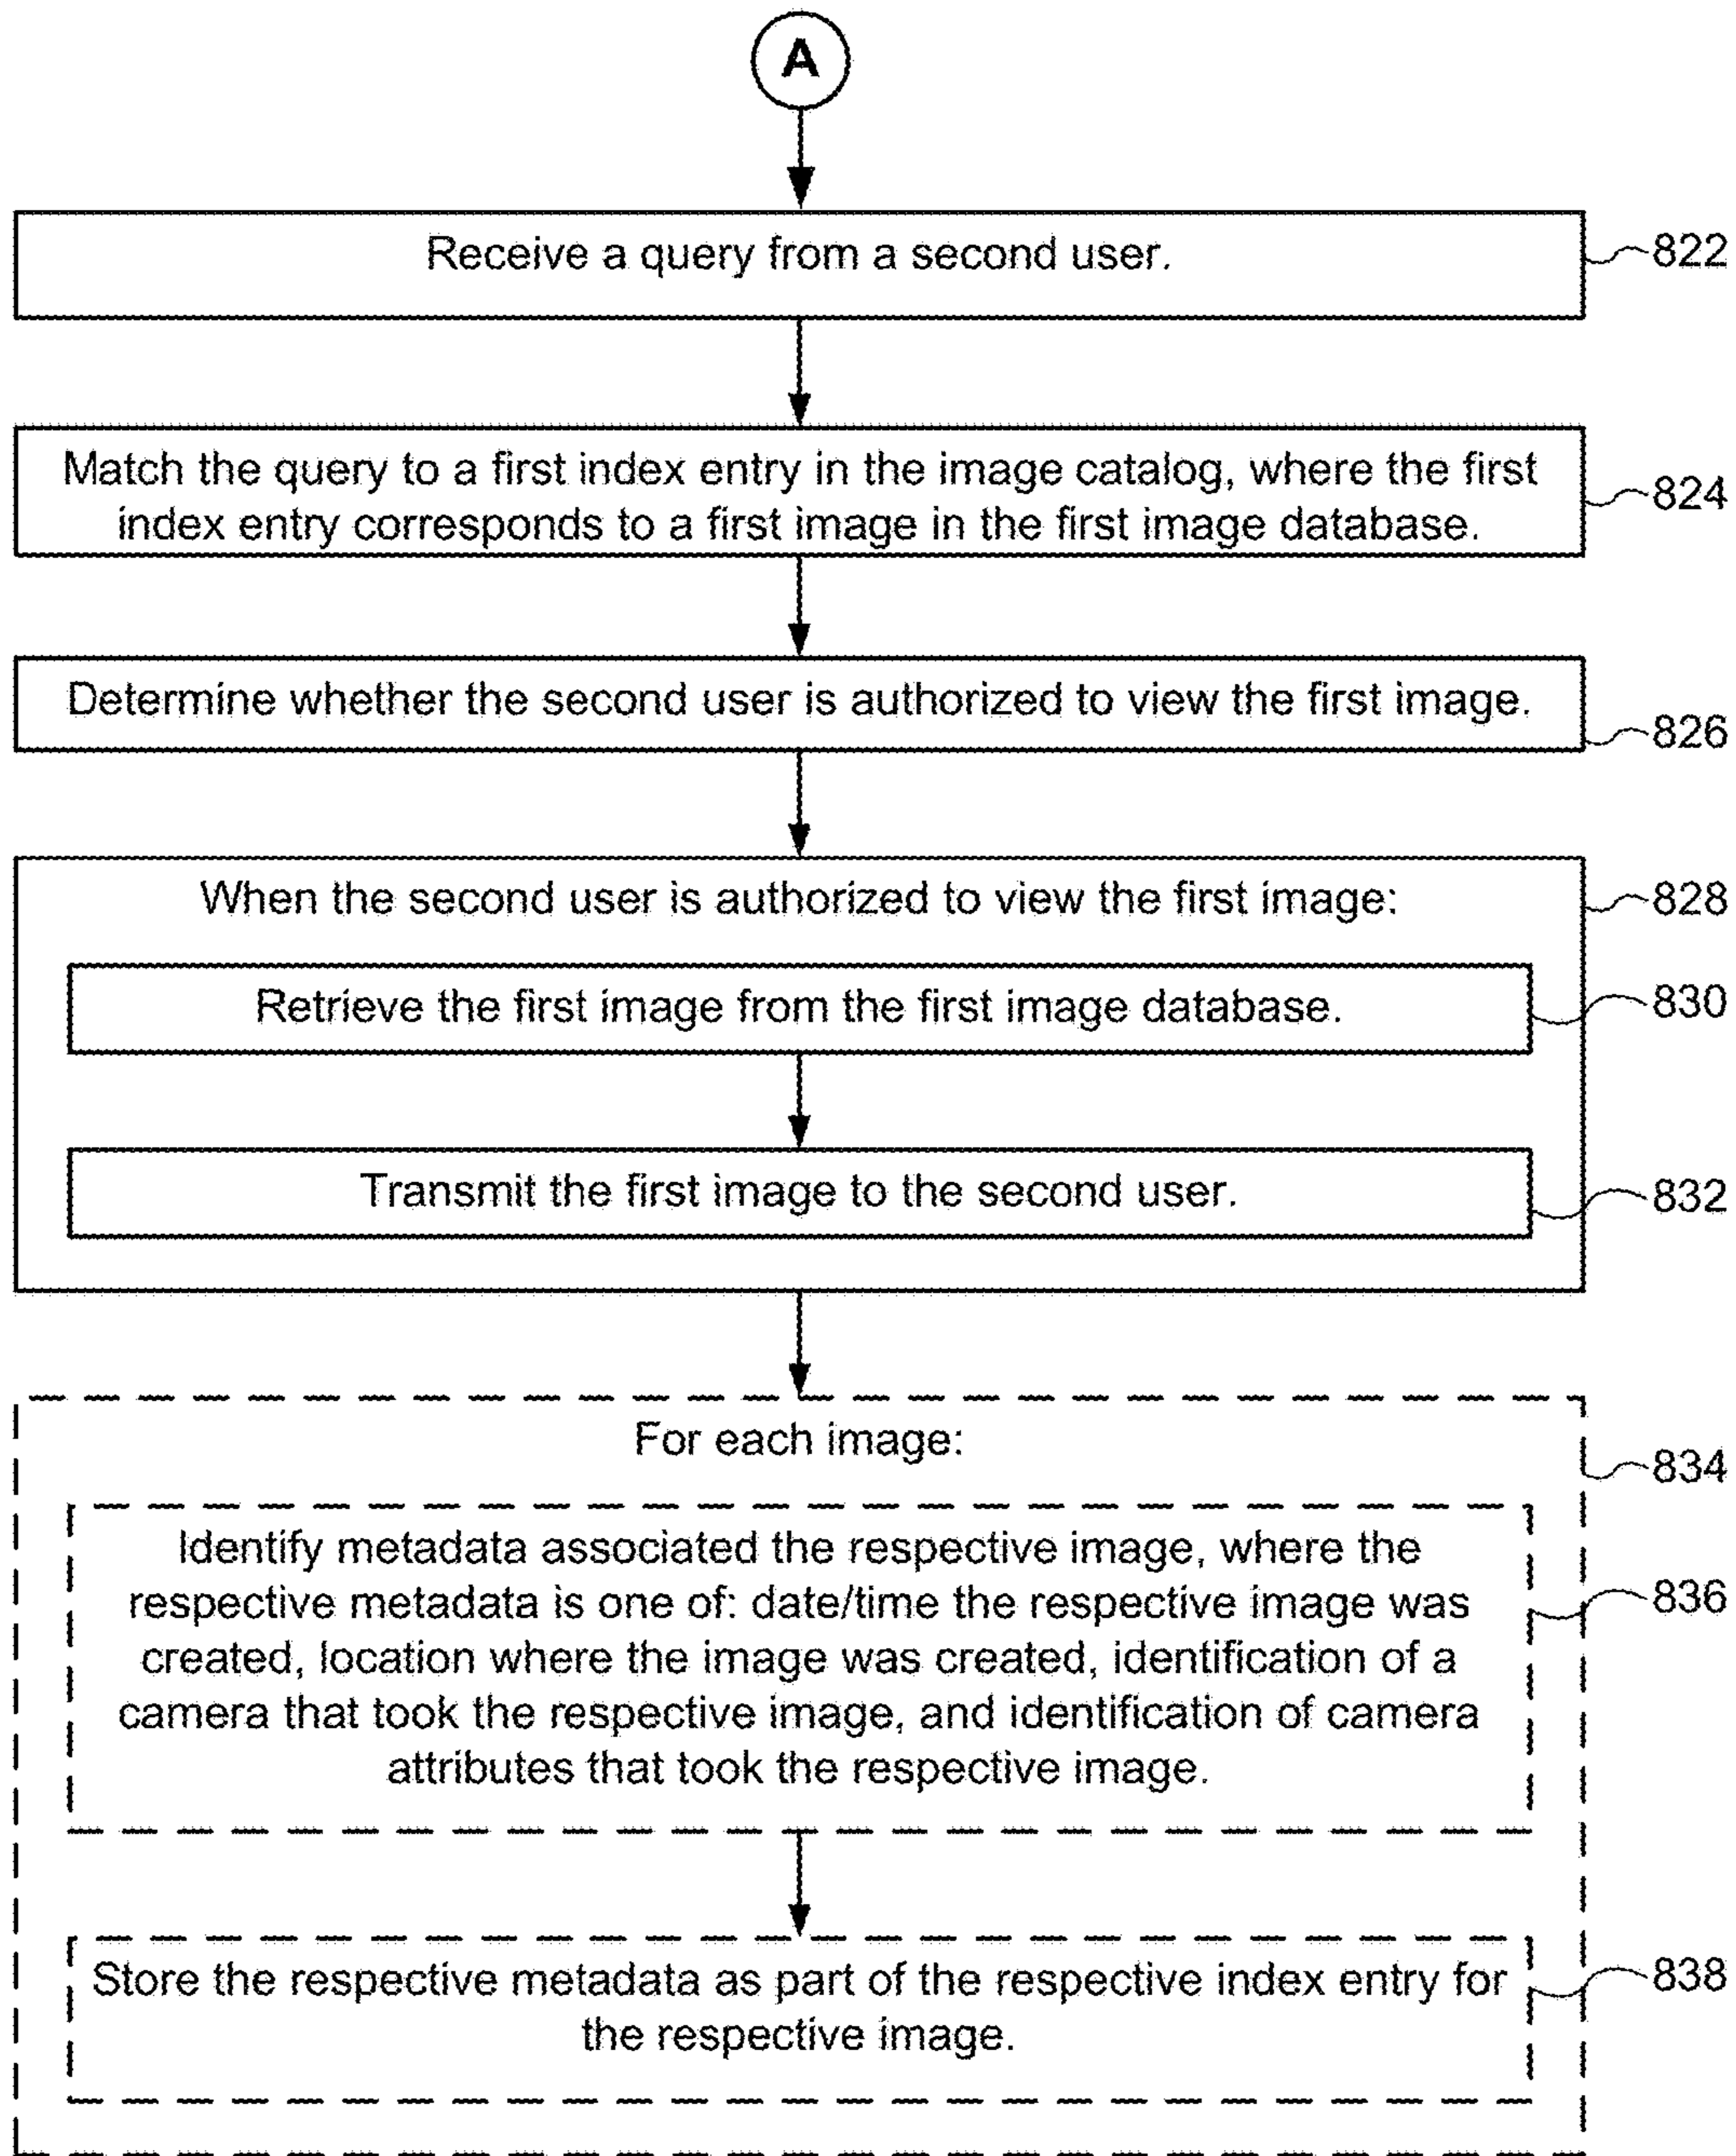 A
Receive a query from a second user.
822
Match the query to a first index entry in the image catalog, where the first
index entry corresponds to a first image in the first image database.
824
Determine whether the second user is authorized to view the first image.
826
When the second user is authorized to view the first image:
828
Retrieve the first image from the first image database.
830
Transmit the first image to the second user.
832
For each image:
834
Identify metadata associated the respective image, where the
respective metadata is one of: date/time the respective image was
created, location where the image was created, identification of a
camera that took the respective image, and identification of camera
attributes that took the respective image.
836
Store the respective metadata as part of the respective index entry for
the respective image.
838